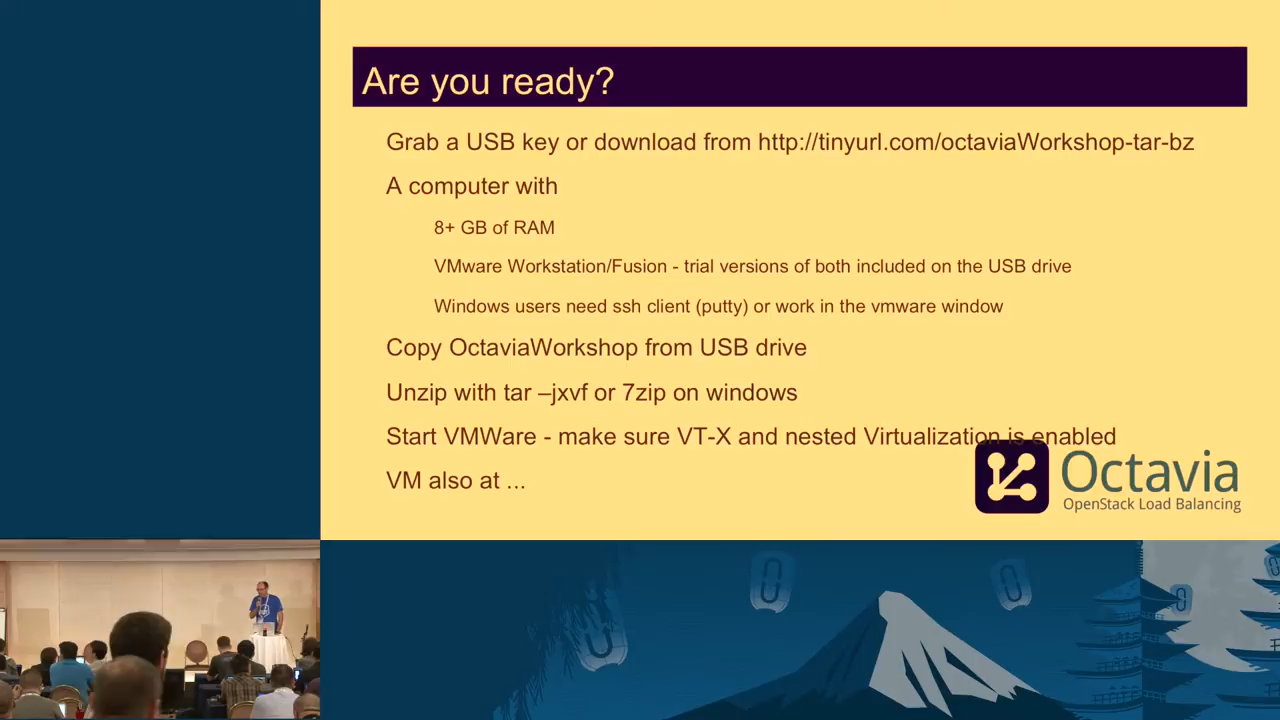 Are you ready?
Grab a USB key or download from http://tinyurl.com/octaviaWorkshop-tar-bz
A computer with
8+ GB of RAM
VMware Workstation/Fusion - trial versions of both included on the USB drive
Windows users need ssh client (putty) or work in the vmware window
Copy OctaviaWorkshop from USB drive
Unzip with tar –jxvf or 7zip on windows
Start VMWare - make sure VT-X and nested Virtualization is enabled
VM also at ...
Octavia
OpenStack Load Balancing